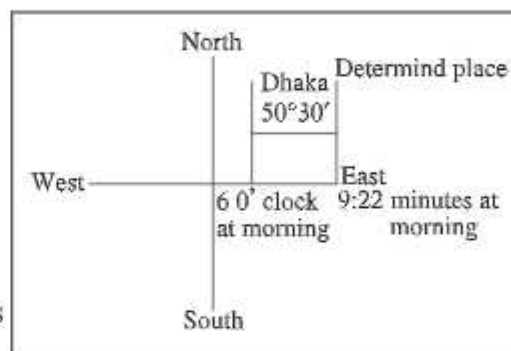 North
Determind place
Dhaka
50°30′
West
East
6 0’ clock
at morning
9:22 minutes at
morning
South
s